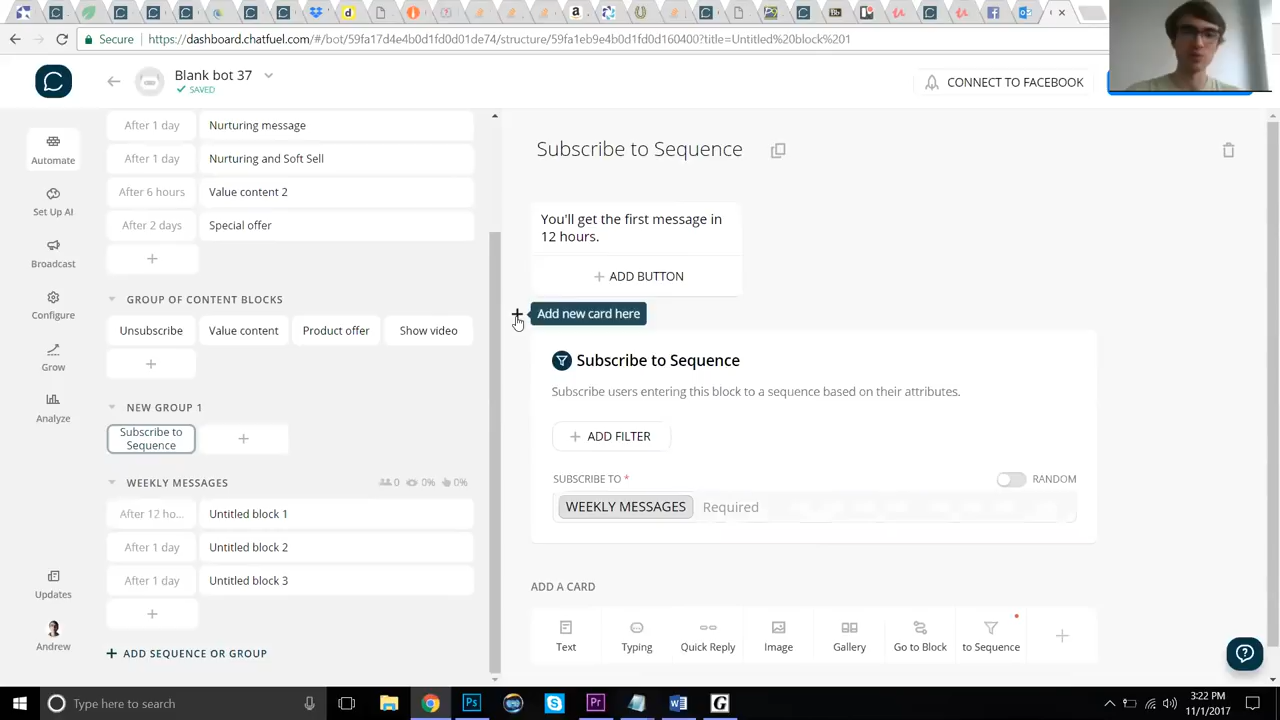 Secure
https://dashboard.chatfuel.com/#/bot/59fa17d4e4b0d1fd0d01de74/structure/59fa1eb9e4b0d1fd0d160400?title=Untitled%20block%201
Blank bot 37
SAVED
CONNECT TO FACEBOOK
Automate
Set Up AI
Broadcast
Configure
Grow
Analyze
Updates
Andrew
After 1 day Nurturing message
After 1 day Nurturing and Soft Sell
After 6 hours Value content 2
After 2 days Special offer
GROUP OF CONTENT BLOCKS
Unsubscribe Value content Product offer Show video
NEW GROUP 1
Subscribe to
Sequence
WEEKLY MESSAGES 0 0% 0%
After 12 ho... Untitled block 1
After 1 day Untitled block 2
After 1 day Untitled block 3
ADD SEQUENCE OR GROUP
Subscribe to Sequence
You'll get the first message in
12 hours.
ADD BUTTON
Add new card here
Subscribe to Sequence
Subscribe users entering this block to a sequence based on their attributes.
ADD FILTER
SUBSCRIBE TO *
RANDOM
WEEKLY MESSAGES Required
ADD A CARD
Text Typing Quick Reply Image Gallery Go to Block to Sequence
Type here to search
3:22 PM
11/1/2017